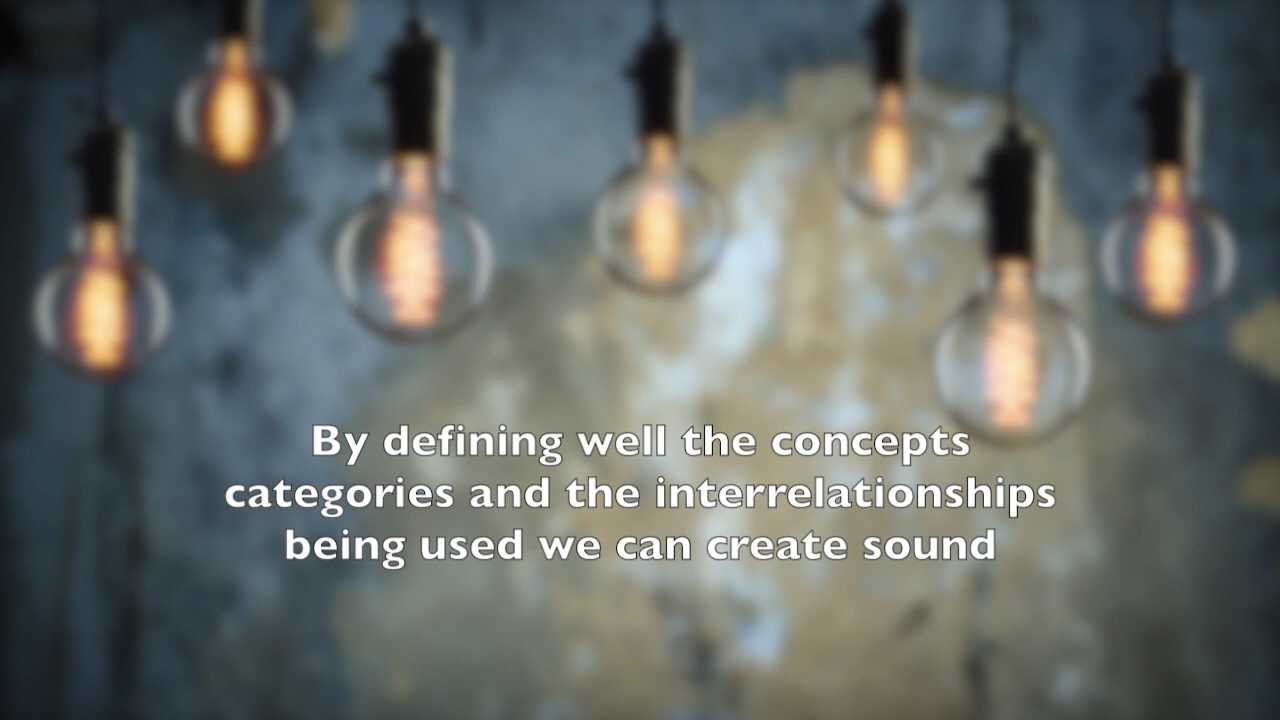 By defining well the concepts
categories and the interrelationships
being used we can create sound